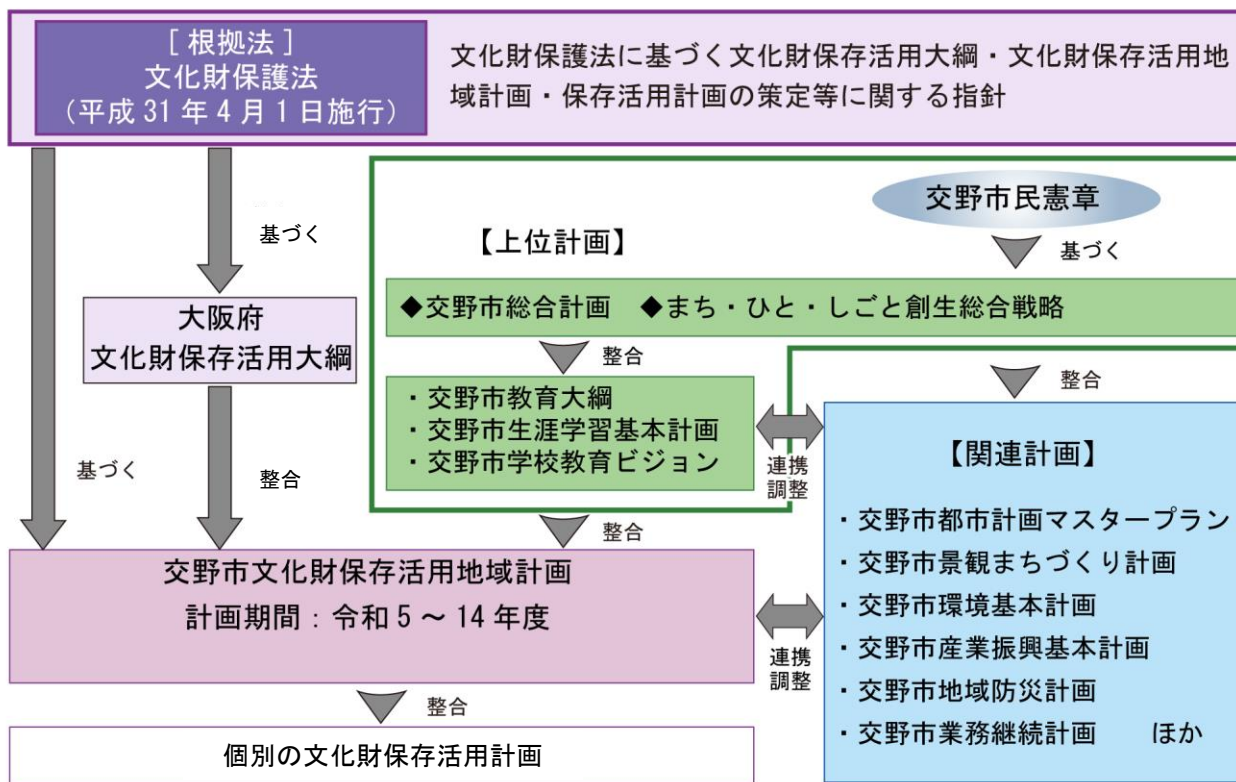 [根拠法]
文化財保護法
(平成31年4月1日施行)
文化財保護法に基づく文化財保存活用大綱・文化財保存活用地
域計画・保存活用計画の策定等に関する指針
交野市民憲章
基づく
【上位計画】
基づく
◆交野市総合計画 ◆まち・ひと・しごと創生総合戦略
大阪府
文化財保存活用大綱
整合
整合
・交野市教育大綱
・交野市生涯学習基本計画
・交野市学校教育ビジョン
連携
調整
【関連計画】
・交野市都市計画マスタープラン
・交野市景観まちづくり計画
・交野市環境基本計画
・交野市産業振興基本計画
・交野市地域防災計画
・交野市業務継続計画 ほか
基づく
整合
整合
交野市文化財保存活用地域計画
計画期間:令和5~14年度
連携
調整
整合
個別の文化財保存活用計画